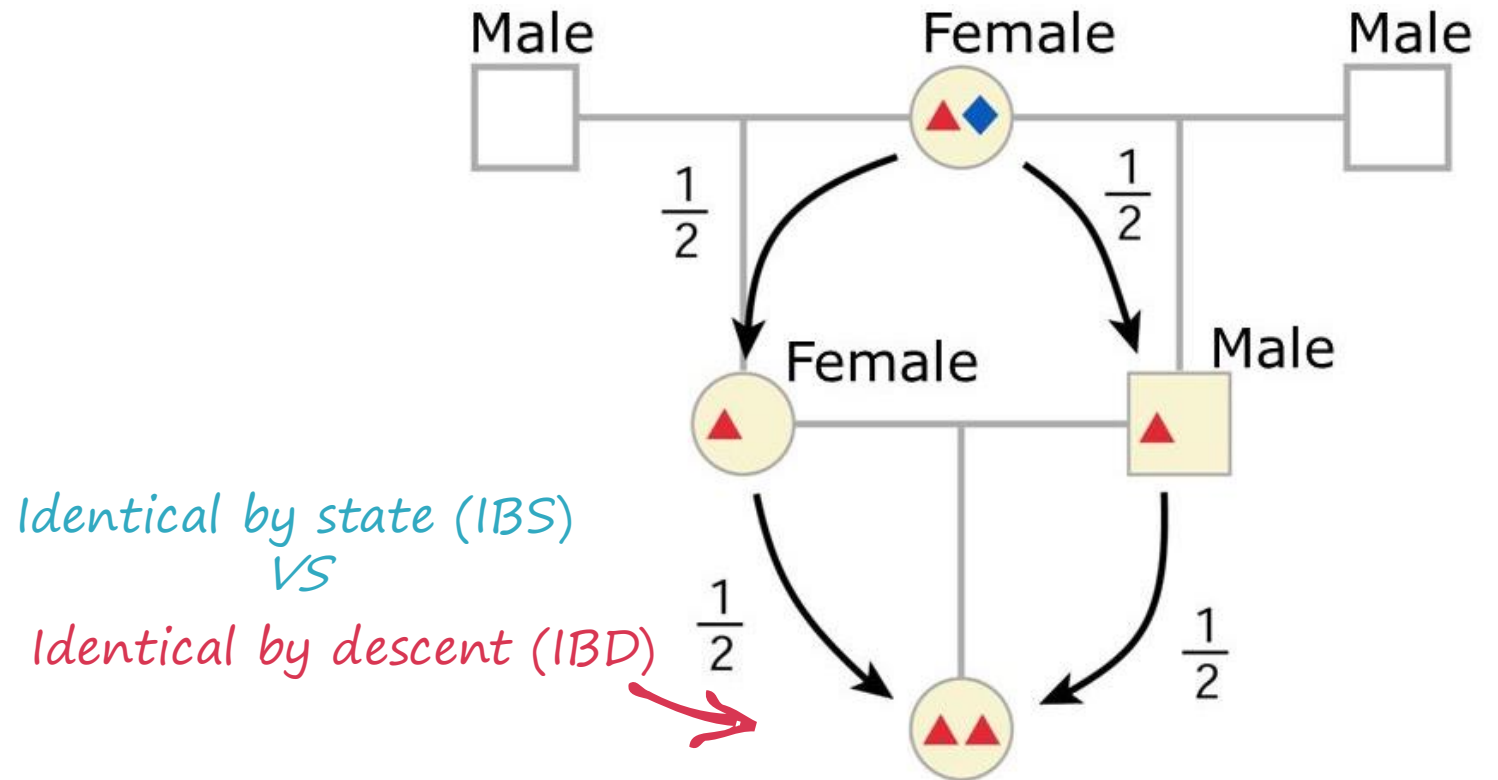 Male
Female
Male
1
2
1
2
Female
Male
Identical by state (IBS)
VS
Identical by descent (IBD)
1
2
1
2